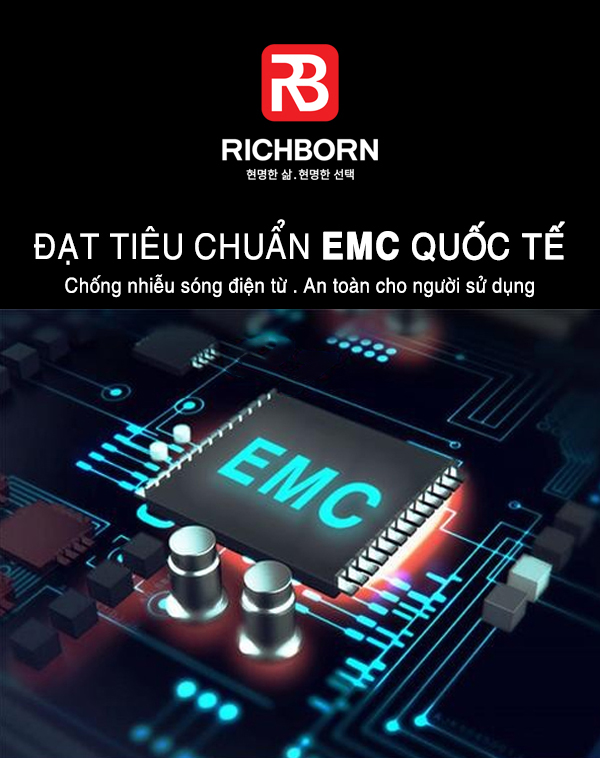 RB
RICHBORN
현명한 삶.현명한 선택
ĐẠT TIÊU CHUẨN EMC QUỐC TẾ
Chống nhiễu sóng điện từ . An toàn cho người sử dụng
EMC